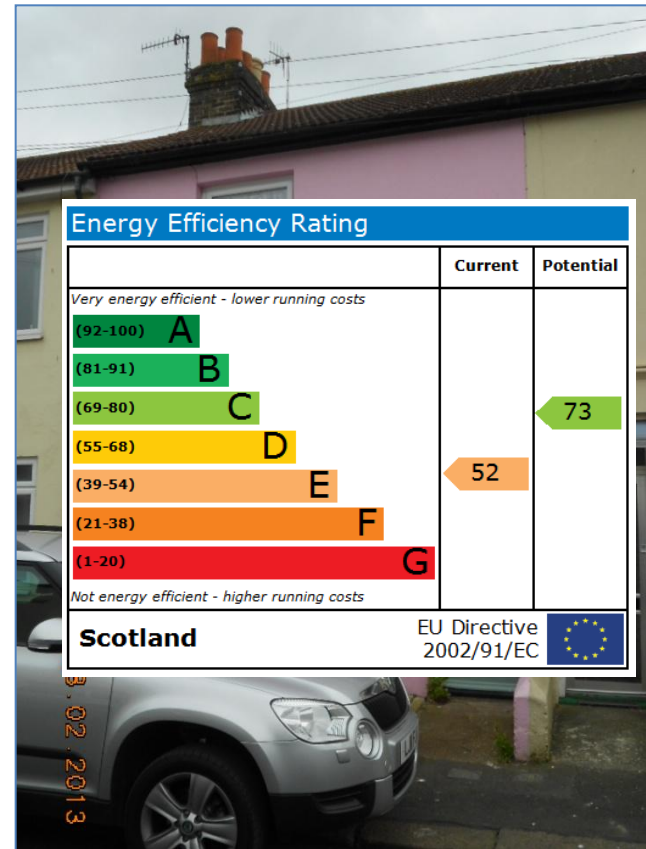 Energy Efficiency Rating
Current Potential
Very energy efficient - lower running costs
(92-100) A
(81-91) B
(69-80) C
73
(55-68) D
(39-54) E
52
(21-38) F
(1-20) G
Not energy efficient - higher running costs
Scotland
EU Directive
2002/91/EC